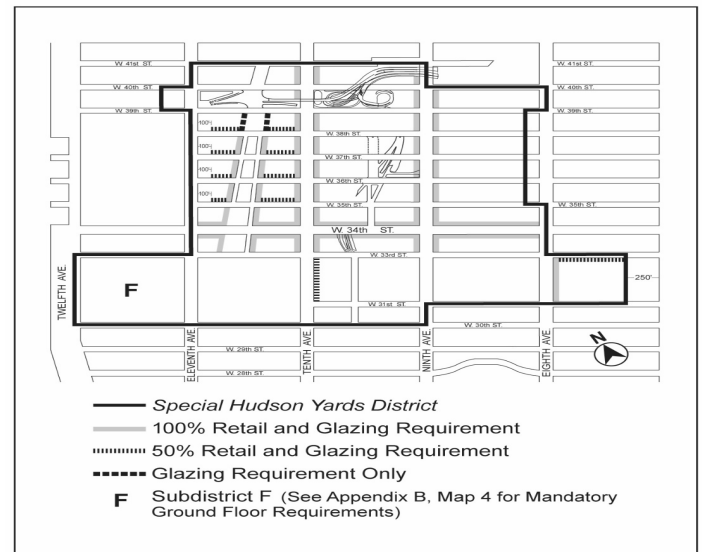 W. 41st ST.
W. 41st ST.
W. 40th ST.
W. 40th ST.
W. 39th ST.
W. 39th ST.
100'
W. 38th ST.
100'
W. 37th ST.
100'
W. 36th ST.
100'
W. 35th ST.
W. 35th ST.
W. 34th ST.
W. 33rd ST.
F
250'
W. 31st ST.
W. 30th ST.
TWELFTH AVE.
ELEVENTH AVE.
TENTH AVE.
NINTH AVE.
EIGHTH AVE.
N
W. 29th ST.
W. 28th ST.
Special Hudson Yards District
100% Retail and Glazing Requirement
50% Retail and Glazing Requirement
Glazing Requirement Only
F Subdistrict F (See Appendix B, Map 4 for Mandatory
Ground Floor Requirements)